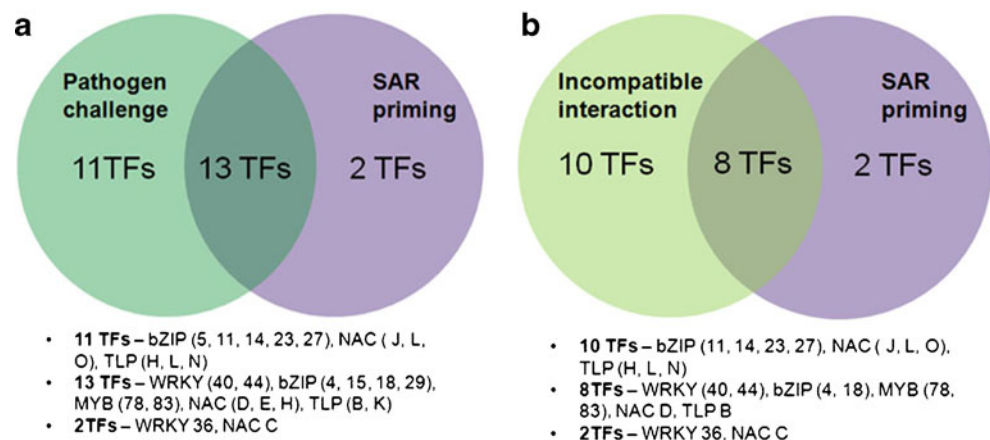 a
Pathogen
challenge
SAR
priming
11TFs
13 TFs
2 TFs
• 11 TFs – bZIP (5, 11, 14, 23, 27), NAC ( J, L,
O), TLP (H, L, N)
• 13 TFs – WRKY (40, 44), bZIP (4, 15, 18, 29),
MYB (78, 83), NAC (D, E, H), TLP (B, K)
• 2TFs – WRKY 36, NAC C
b
Incompatible
interaction
SAR
priming
10 TFs
8 TFs
2 TFs
• 10 TFs – bZIP (11, 14, 23, 27), NAC ( J, L, O),
TLP (H, L, N)
• 8TFs – WRKY (40, 44), bZIP (4, 18), MYB (78,
83), NAC D, TLP B
• 2TFs – WRKY 36, NAC C